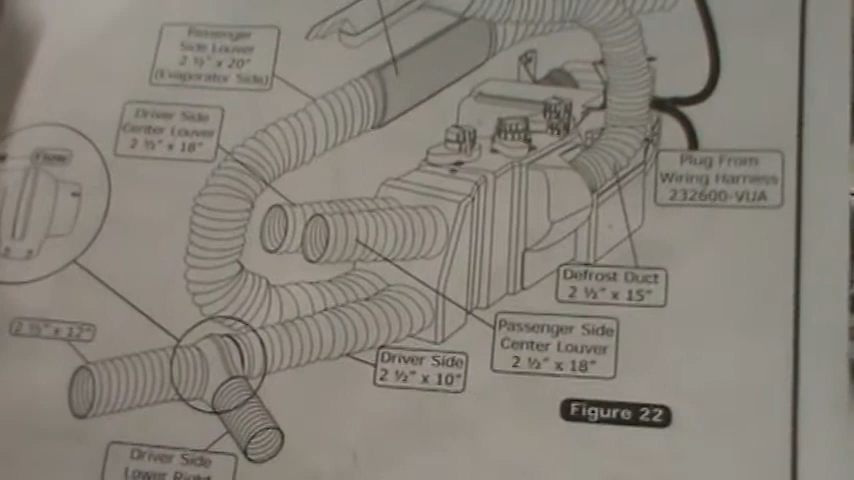 Passenger
Side Louver
2 ½" x 20"
(Evaporator Side)
Driver Side
Center Louver
2 ½" x 18"
Plug From
Wiring Harness
232600-VUA
Defrost Duct
2 ½" x 15"
Passenger Side
Center Louver
2 ½" x 18"
2 ½" x 12"
Driver Side
2 ½" x 10"
Figure 22
Driver Side
Lower Right